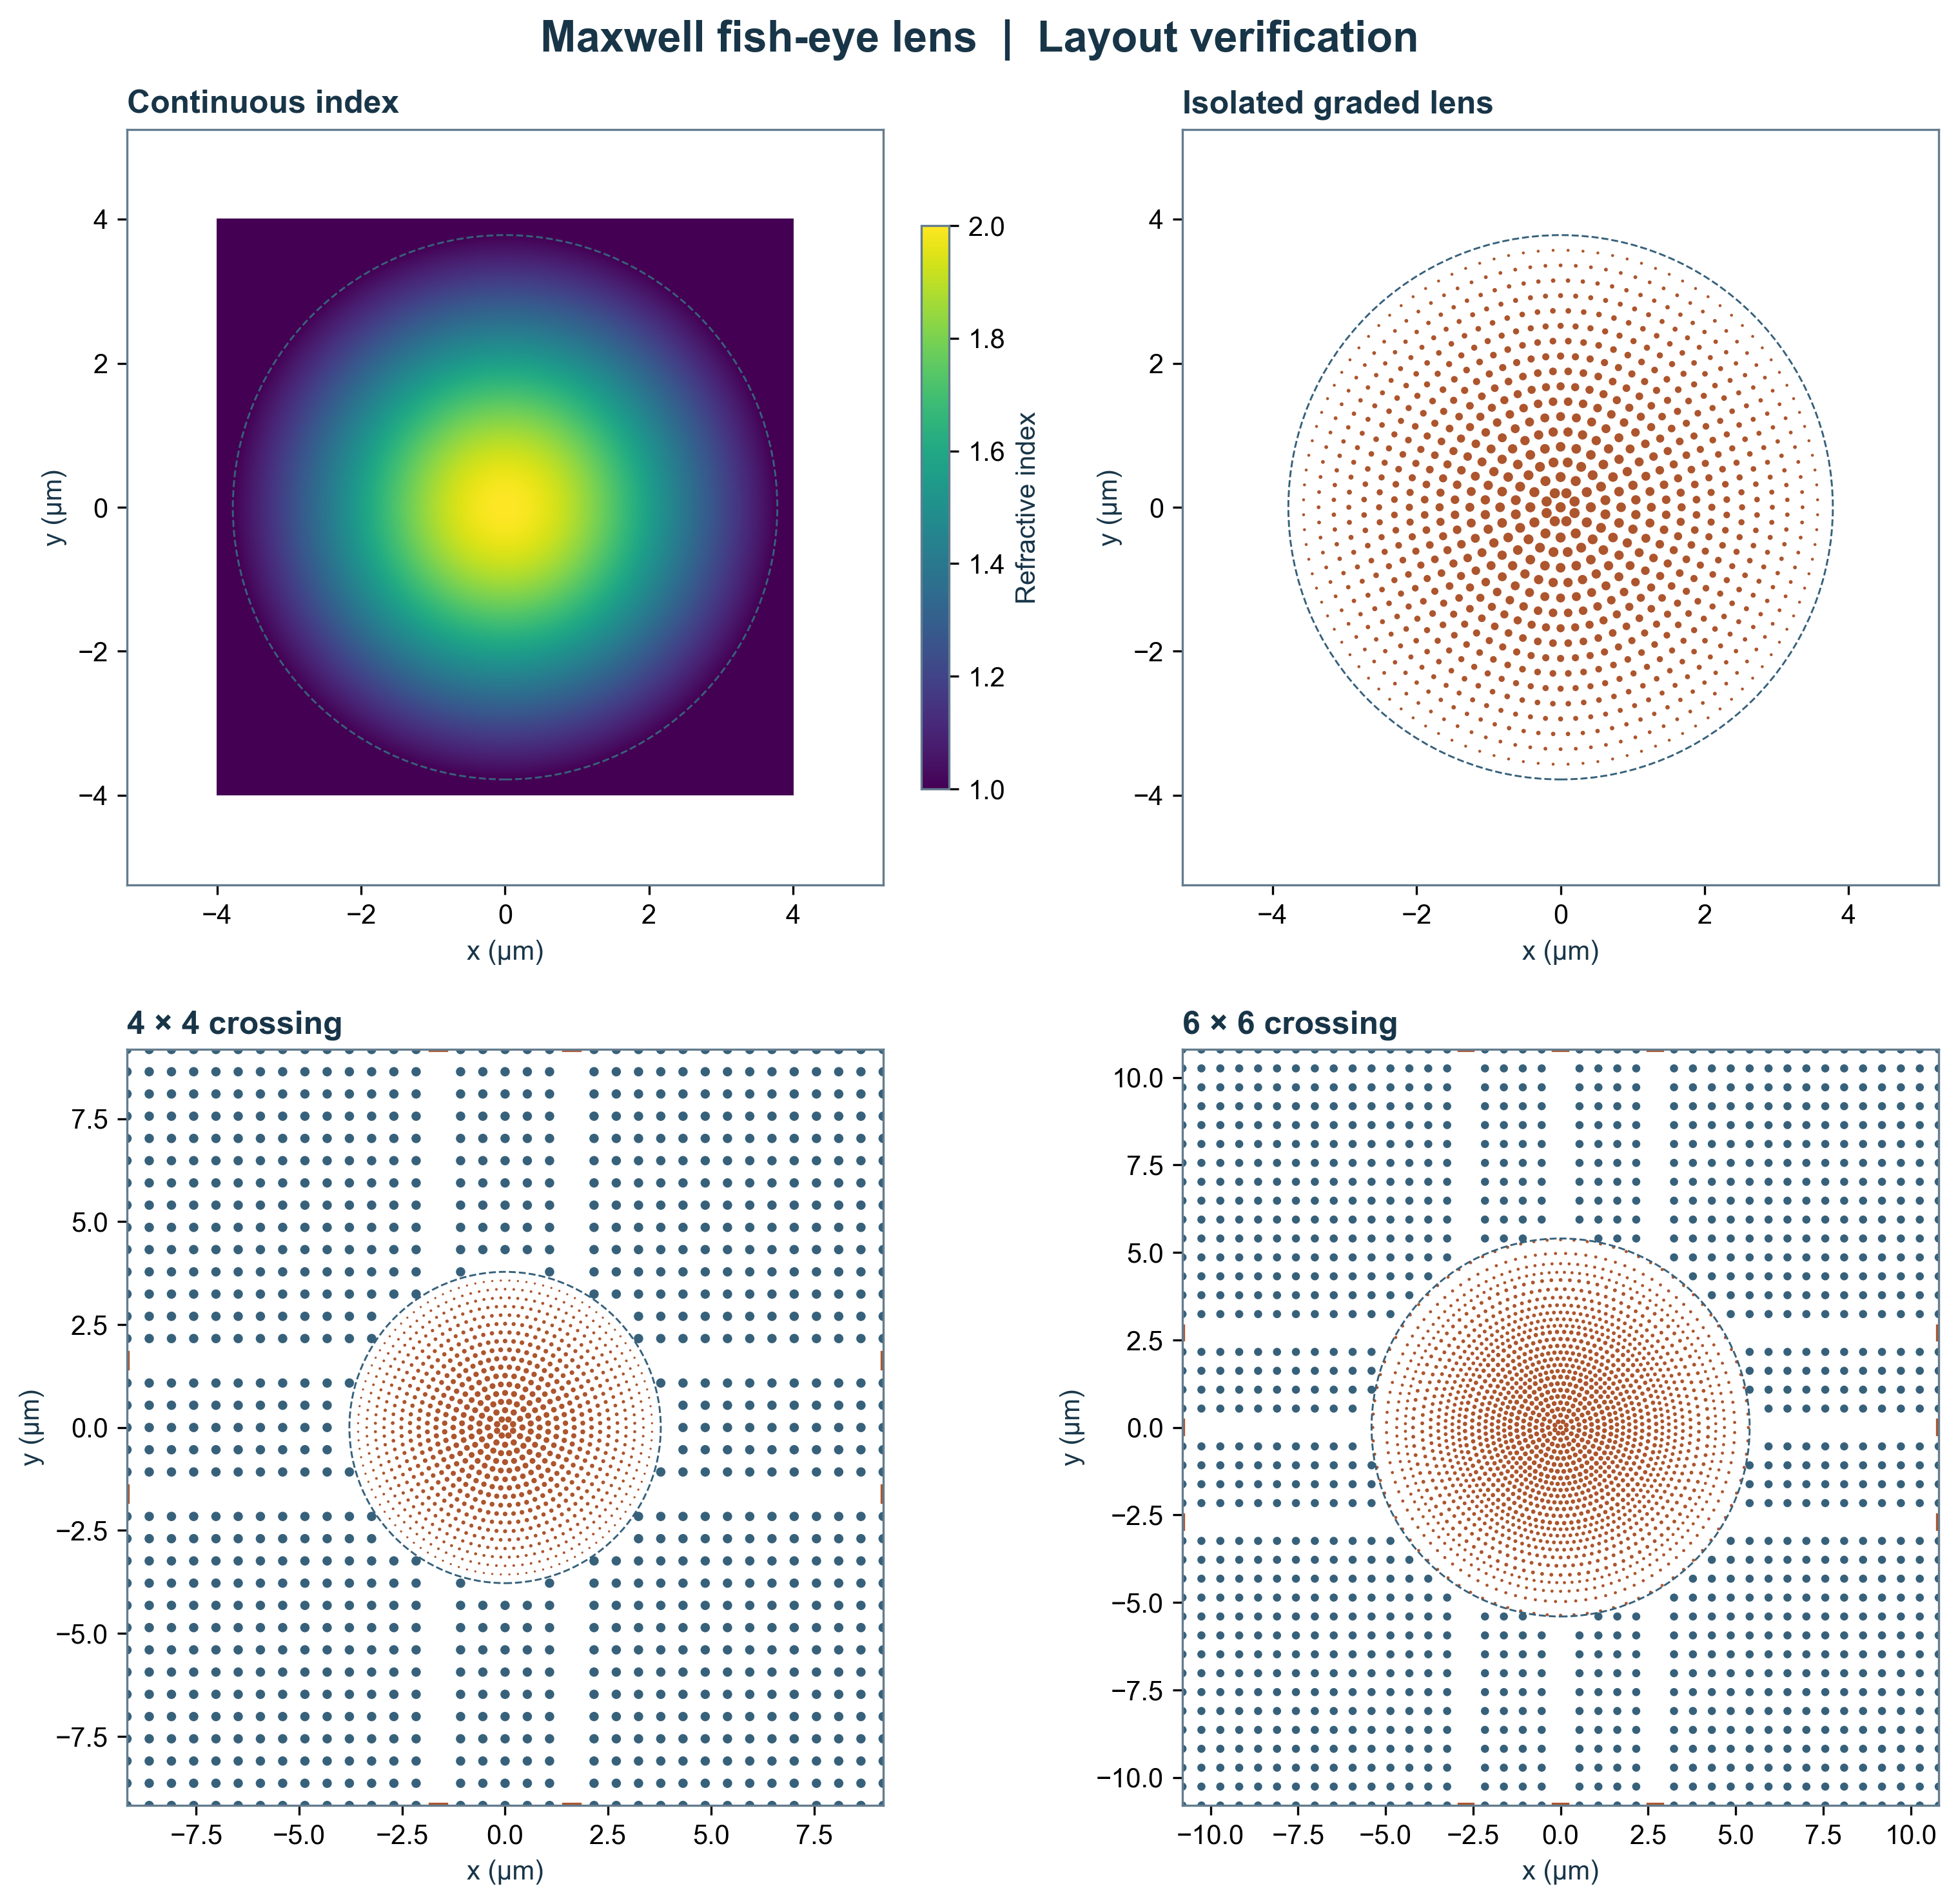 Maxwell fish-eye lens | Layout verification
Continuous index
4
2
0
−2
−4
y (μm)
−4 −2 0 2 4
x (μm)
2.0
1.8
1.6
1.4
1.2
1.0
Refractive index
Isolated graded lens
4
2
0
−2
−4
y (μm)
−4 −2 0 2 4
x (μm)
4 × 4 crossing
7.5
5.0
2.5
0.0
−2.5
−5.0
−7.5
y (μm)
−7.5 −5.0 −2.5 0.0 2.5 5.0 7.5
x (μm)
6 × 6 crossing
10.0
7.5
5.0
2.5
0.0
−2.5
−5.0
−7.5
−10.0
y (μm)
−10.0 −7.5 −5.0 −2.5 0.0 2.5 5.0 7.5 10.0
x (μm)